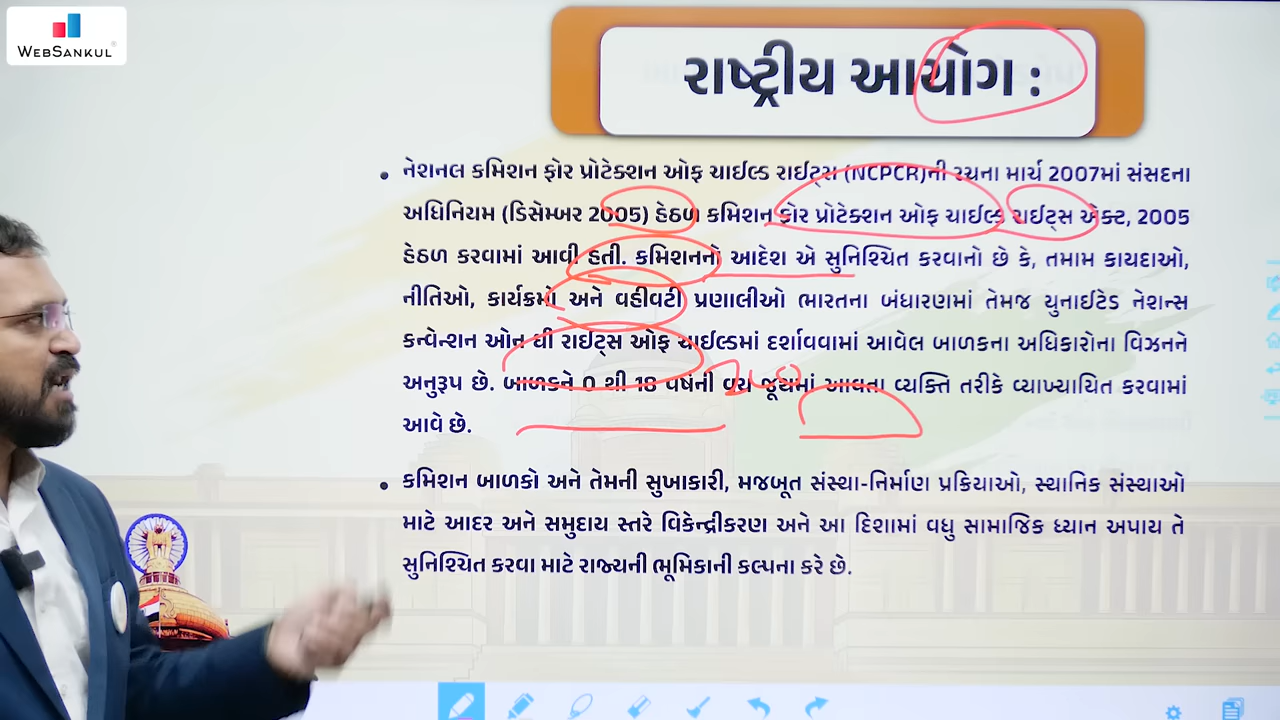 WEBSANKUL
રાષ્ટ્રીય આયોગ :
• નેશનલ કમિશન ફોર પ્રોટેક્શન ઓફ ચાઈલ્ડ રાઈટ્સ (NCPCR)ની રચના માર્ચ 2007માં સંસદના
અધિનિયમ (ડિસેમ્બર 2005) હેઠળ કમિશન ફોર પ્રોટેક્શન ઓફ ચાઈલ્ડ રાઈટ્સ એક્ટ, 2005
હેઠળ કરવામાં આવી હતી. કમિશનનો આદેશ એ સુનિશ્ચિત કરવાનો છે કે, તમામ કાયદાઓ,
નીતિઓ, કાર્યક્રમો અને વહીવટી પ્રણાલીઓ ભારતના બંધારણમાં તેમજ યુનાઈટેડ નેશન્સ
કન્વેન્શન ઓન ધી રાઈટ્સ ઓફ ચાઈલ્ડમાં દર્શાવવામાં આવેલ બાળકના અધિકારોના વિઝનને
અનુરૂપ છે. બાળકને 0 થી 18 વર્ષની વય જૂથમાં આવતા વ્યક્તિ તરીકે વ્યાખ્યાયિત કરવામાં
આવે છે.
• કમિશન બાળકો અને તેમની સુખાકારી, મજબૂત સંસ્થા-નિર્માણ પ્રક્રિયાઓ, સ્થાનિક સંસ્થાઓ
માટે આદર અને સમુદાય સ્તરે વિકેન્દ્રીકરણ અને આ દિશામાં વધુ સામાજિક ધ્યાન અપાય તે
સુનિશ્ચિત કરવા માટે રાજ્યની ભૂમિકાની કલ્પના કરે છે.